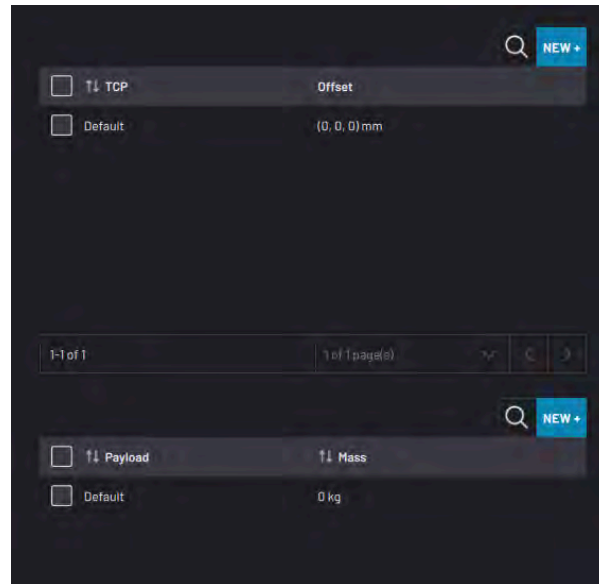 NEW +
TCP Offset
Default (0, 0, 0) mm
1-1 of 1 1 of 1 page(s)
NEW +
Payload Mass
Default 0 kg